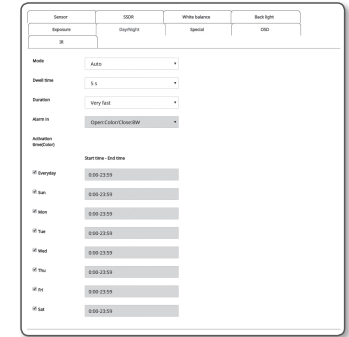 Sensor SSDR White balance Back light
Exposure Day/Night Special OSD
IR
Mode Auto
Dwell time 5 s
Duration Very fast
Alarm in Open:Color/Close:BW
Activation
time(Color)
Start time - End time
Everyday 0:00-23:59
Sun 0:00-23:59
Mon 0:00-23:59
Tue 0:00-23:59
Wed 0:00-23:59
Thu 0:00-23:59
Fri 0:00-23:59
Sat 0:00-23:59